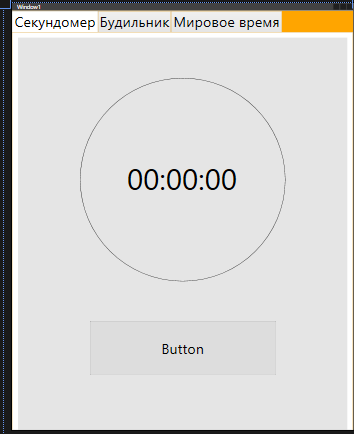 Window1
Секундомер Будильник Мировое время
00:00:00
Button